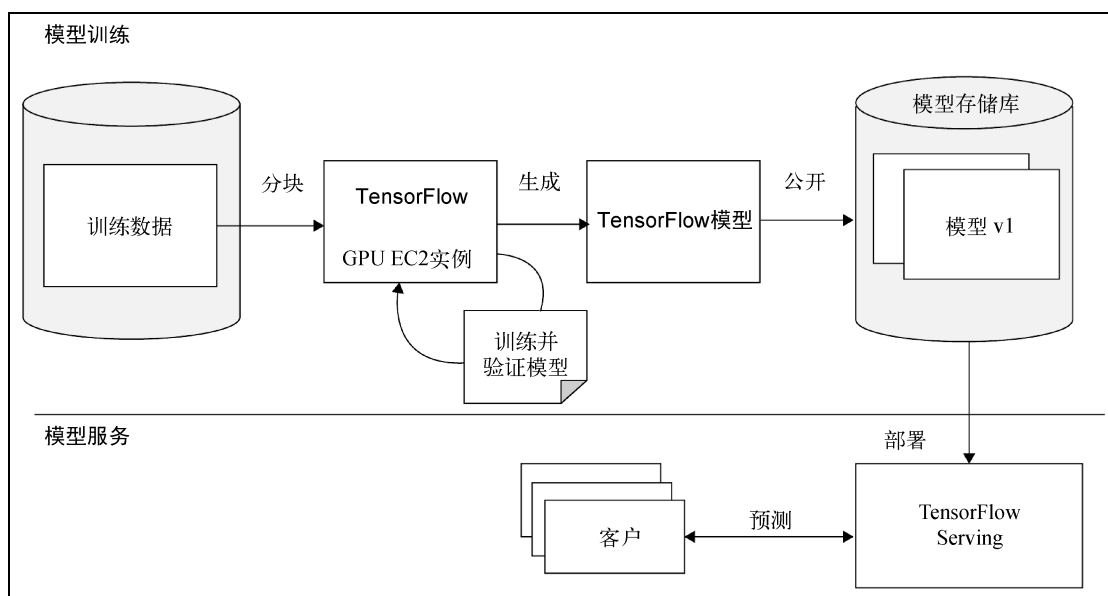 模型训练
模型存储库
训练数据
分块
TensorFlow
GPU EC2实例
生成
TensorFlow模型
公开
模型 v1
训练并
验证模型
模型服务
部署
客户
预测
TensorFlow
Serving